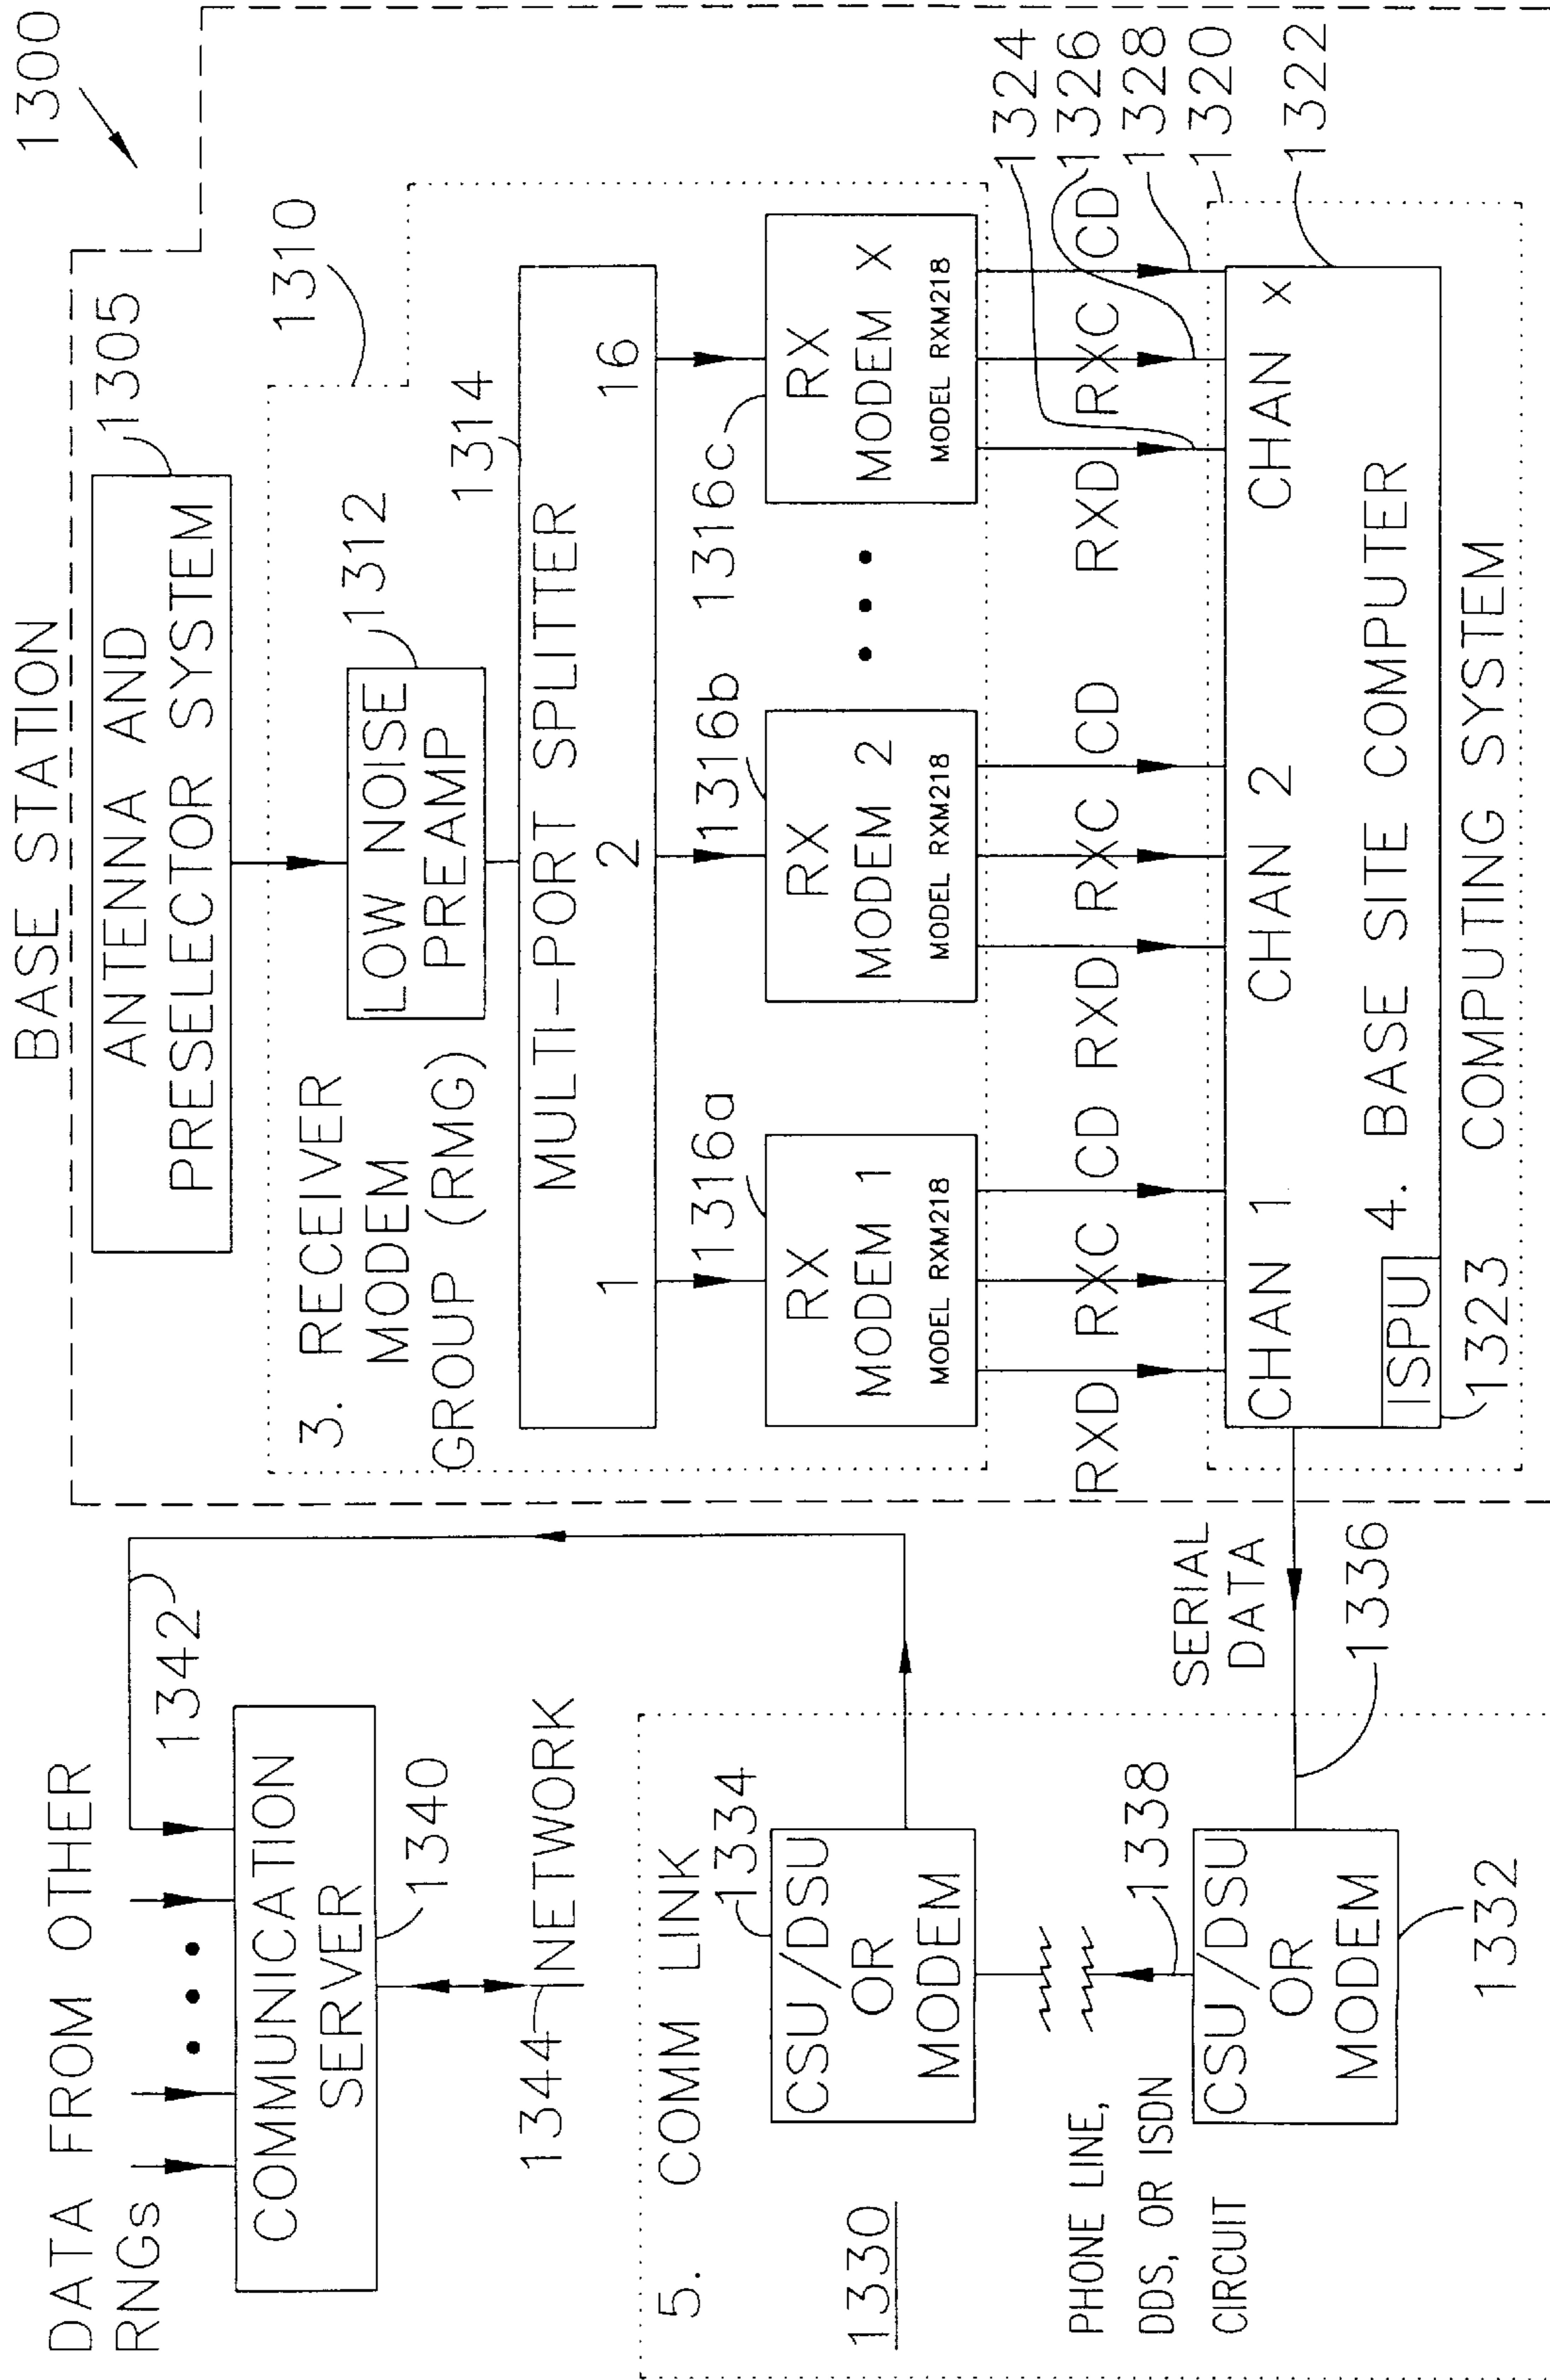 BASE STATION
1300
ANTENNA AND
PRESELECTOR SYSTEM
1305
1310
3. RECEIVER
MODEM
GROUP (RMG)
LOW NOISE
PREAMP
1312
1314
MULTI-PORT SPLITTER
1
2
16
1316a
1316b
1316c
RX
MODEM 1
MODEL RXM218
RX
MODEM 2
MODEL RXM218
RX
MODEM X
MODEL RXM218
RXD RXC CD
RXD RXC CD
RXD RXC CD
1324
1326
1328
1320
1322
CHAN 1
CHAN 2
CHAN x
ISPU
4. BASE SITE COMPUTER
1323
COMPUTING SYSTEM
DATA FROM OTHER
RNGs
1342
COMMUNICATION
SERVER
1340
1344
NETWORK
5. COMM LINK
1330
1334
CSU/DSU
OR
MODEM
PHONE LINE,
DDS, OR ISDN
CIRCUIT
1338
CSU/DSU
OR
MODEM
1332
SERIAL
DATA
1336